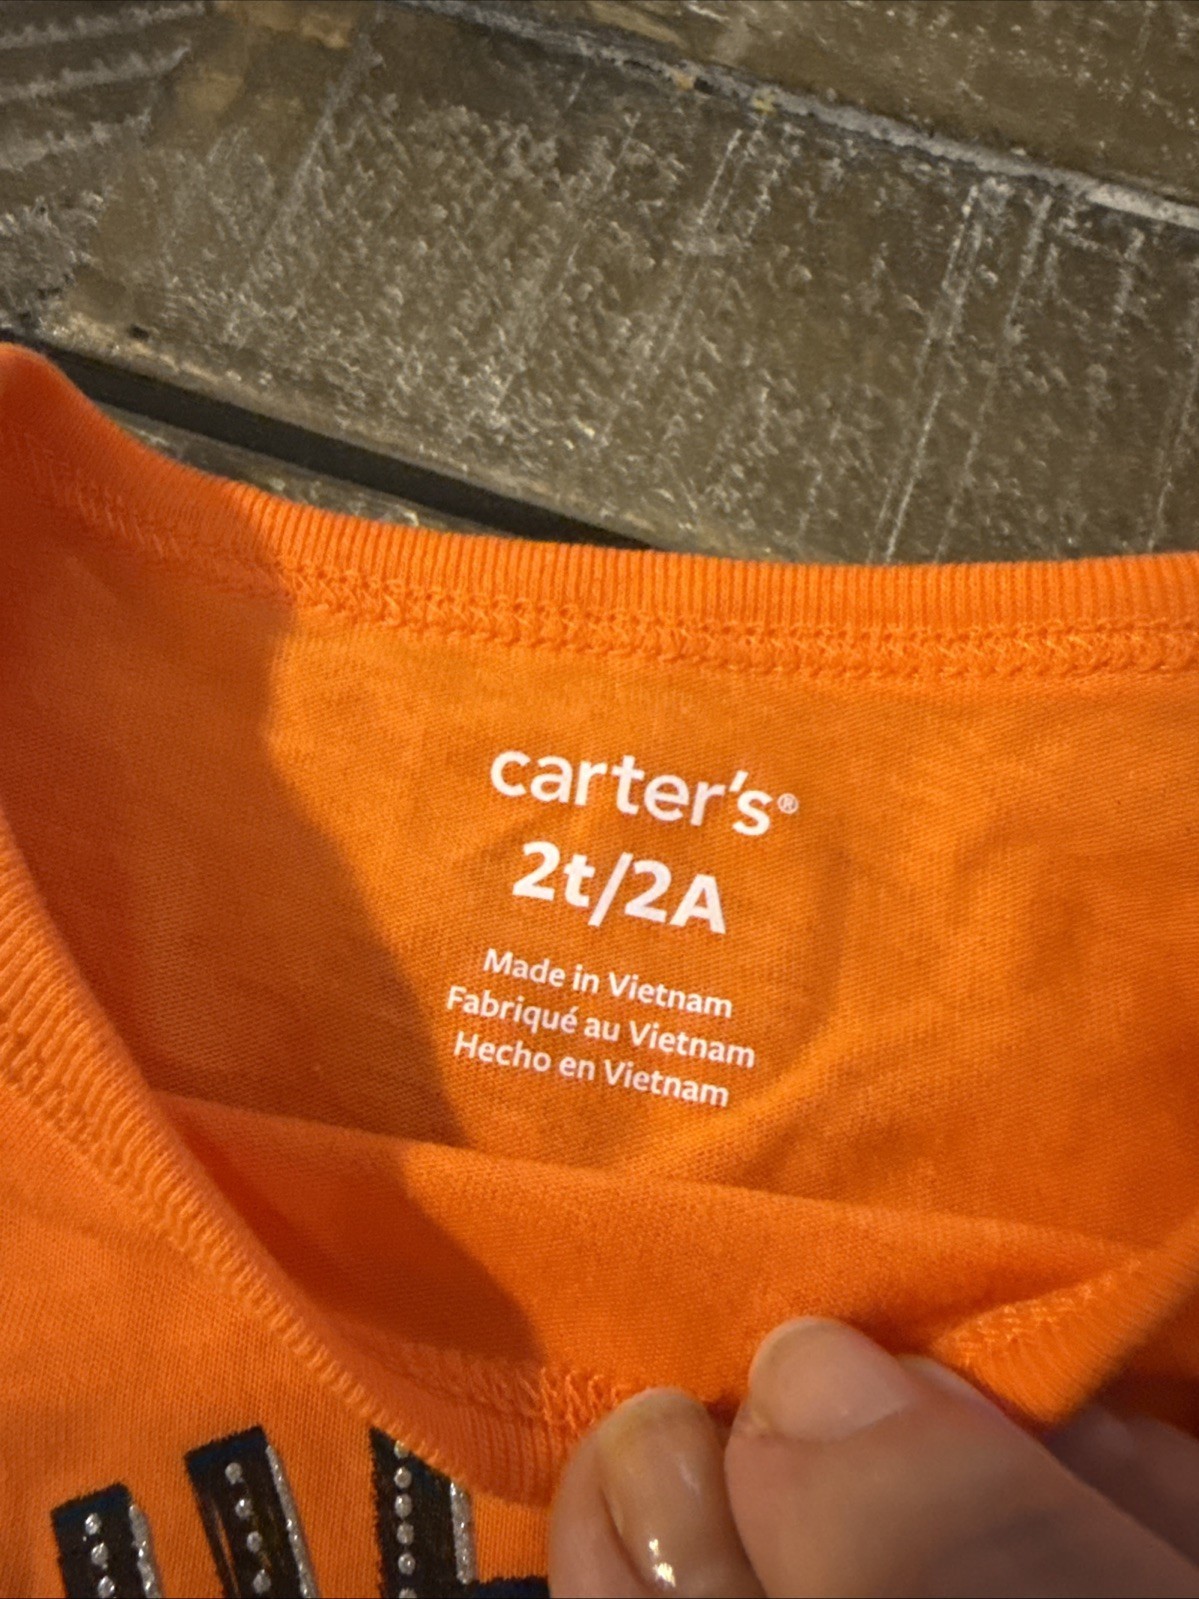 carter's®
2t/2A
Made in Vietnam
Fabriqué au Vietnam
Hecho en Vietnam